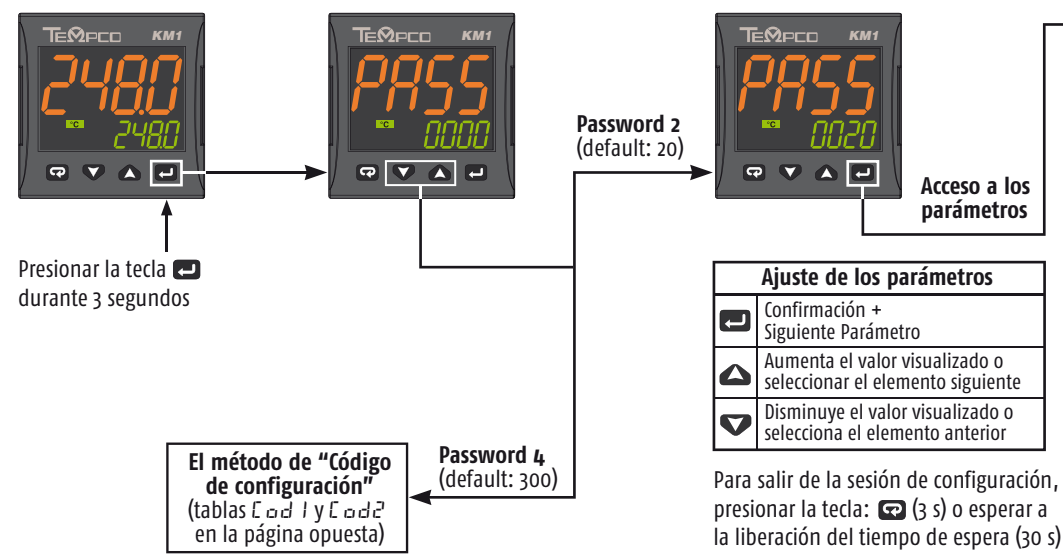 TEMPCO KM1
248.0
°C
248.0
Presionar la tecla
durante 3 segundos
TEMPCO KM1
PASS
°C
0000
Password 2
(default: 20)
TEMPCO KM1
PASS
°C
0020
Acceso a los
parámetros
Ajuste de los parámetros
Confirmación +
Siguiente Parámetro
Aumenta el valor visualizado o
seleccionar el elemento siguiente
Disminuye el valor visualizado o
selecciona el elemento anterior
Password 4
(default: 300)
El método de “Código
de configuración”
(tablas Cod1 y Cod2
en la página opuesta)
Para salir de la sesión de configuración,
presionar la tecla: (3 s) o esperar a
la liberación del tiempo de espera (30 s)